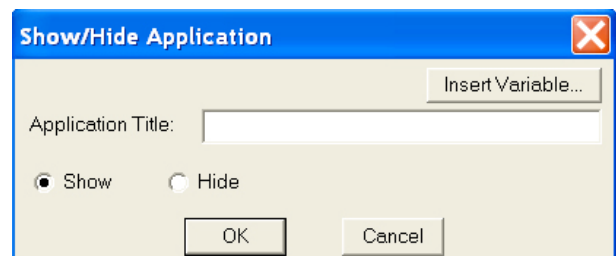 Show/Hide Application
Insert Variable...
Application Title:
Show Hide
OK Cancel